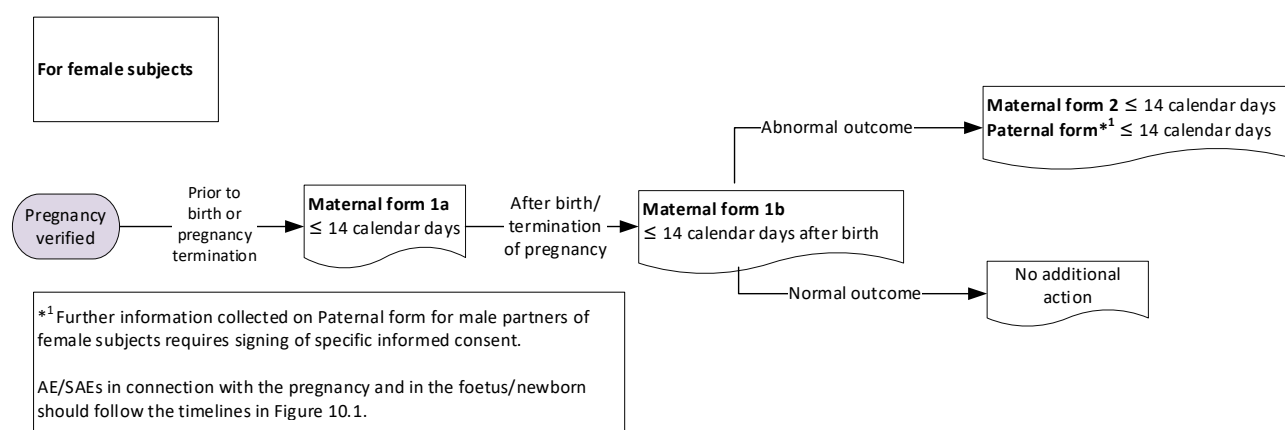 For female subjects
Maternal form 2 ≤ 14 calendar days
Paternal form*1 ≤ 14 calendar days
Abnormal outcome
Pregnancy
verified
Prior to
birth or
pregnancy
termination
Maternal form 1a
≤ 14 calendar days
After birth/
termination
of pregnancy
Maternal form 1b
≤ 14 calendar days after birth
Normal outcome
No additional
action
*1 Further information collected on Paternal form for male partners of
female subjects requires signing of specific informed consent.
AE/SAEs in connection with the pregnancy and in the foetus/newborn
should follow the timelines in Figure 10.1.